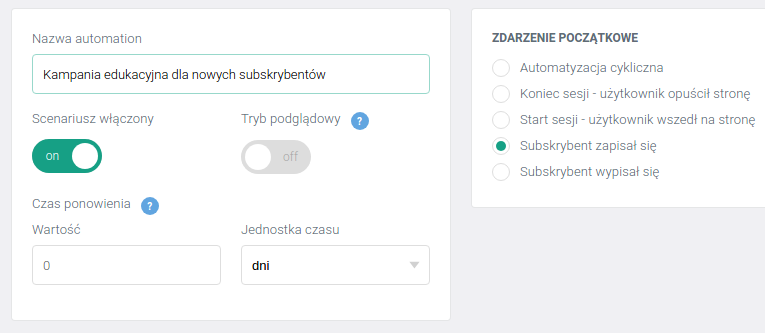 Nazwa automation
Kampania edukacyjna dla nowych subskrybentów
Scenariusz włączony
Tryb podglądowy ?
on
off
Czas ponowienia ?
Wartość
Jednostka czasu
0
dni
ZDARZENIE POCZĄTKOWE
Automatyzacja cykliczna
Koniec sesji - użytkownik opuścił stronę
Start sesji - użytkownik wszedł na stronę
Subskrybent zapisał się
Subskrybent wypisał się